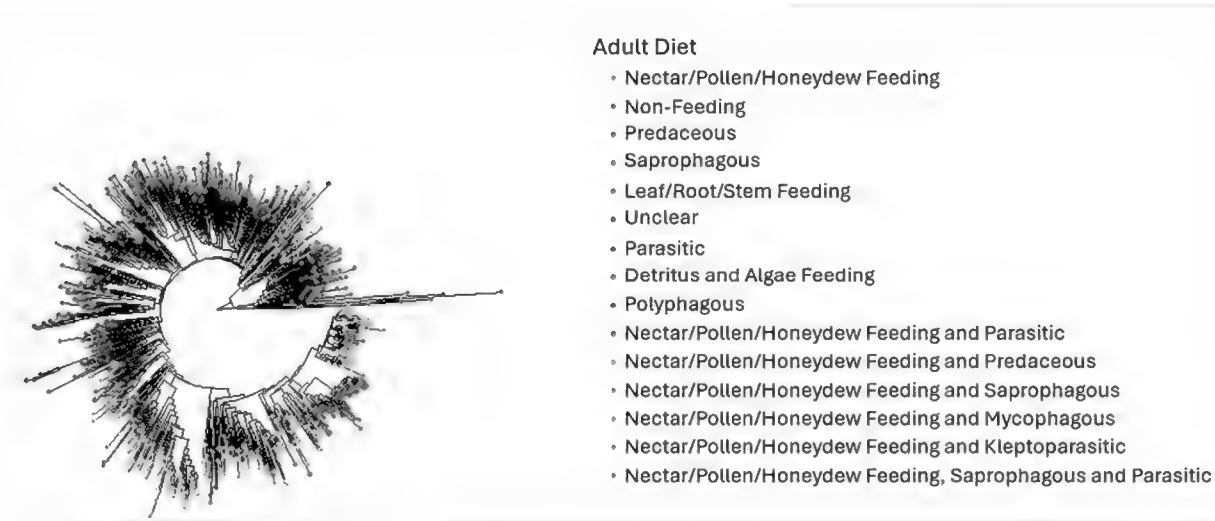 Adult Diet
Nectar/Pollen/Honeydew Feeding
Non-Feeding
Predaceous
Saprophagous
Leaf/Root/Stem Feeding
Unclear
Parasitic
Detritus and Algae Feeding
Polyphagous
Nectar/Pollen/Honeydew Feeding and Parasitic
Nectar/Pollen/Honeydew Feeding and Predaceous
Nectar/Pollen/Honeydew Feeding and Saprophagous
Nectar/Pollen/Honeydew Feeding and Mycophagous
Nectar/Pollen/Honeydew Feeding and Kleptoparasitic
Nectar/Pollen/Honeydew Feeding, Saprophagous and Parasitic